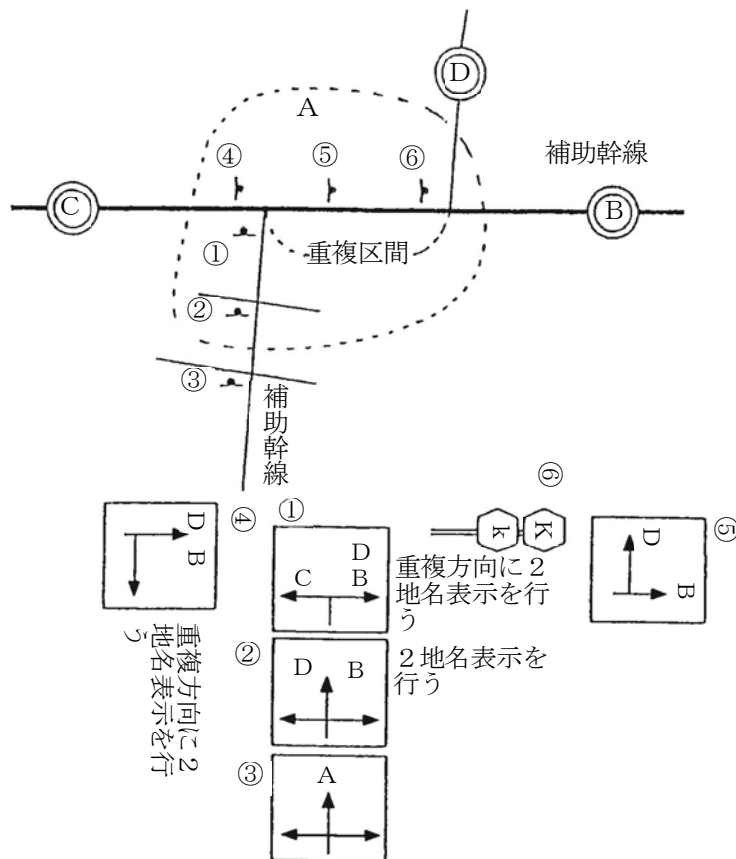 D
A
④
⑤
⑥
補助幹線
C
B
①
重複区間
②
③
補助幹線
⑥
④
D
B
重複方向に２
地名表示を行
う
①
D
C
B
重複方向に２
地名表示を行
う
k
K
D
B
⑤
②
D
B
２地名表示を
行う
③
A